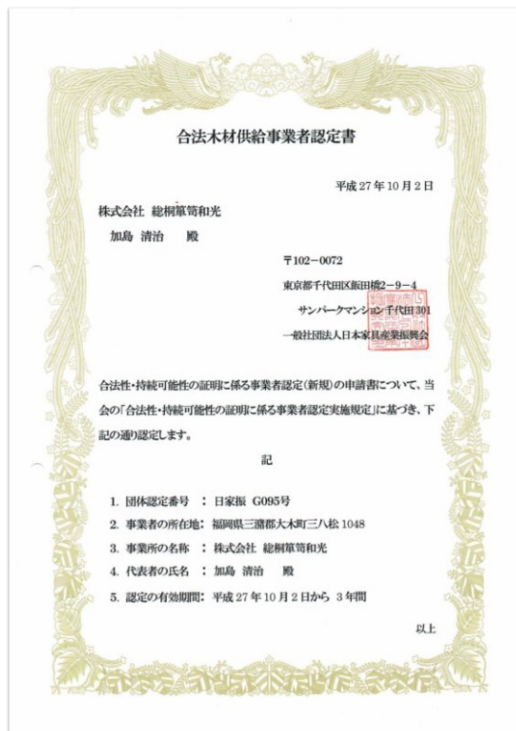 合法木材供給事業者認定書
平成27年10月2日
株式会社 総桐箪笥和光
加島 清治 殿
〒102-0072
東京都千代田区飯田橋2-9-4
サンパークマンション千代田301
一般社団法人日本家具産業振興会
合法性・持続可能性の証明に係る事業者認定(新規)の申請書について、当
会の「合法性・持続可能性の証明に係る事業者認定実施規定」に基づき、下
記の通り認定します。
記
1. 団体認定番号 : 日家振 G095号
2. 事業者の所在地: 福岡県三瀦郡大木町三八松1048
3. 事業所の名称 : 株式会社 総桐箪笥和光
4. 代表者の氏名 : 加島 清治 殿
5. 認定の有効期間: 平成27年10月2日から 3年間
以上